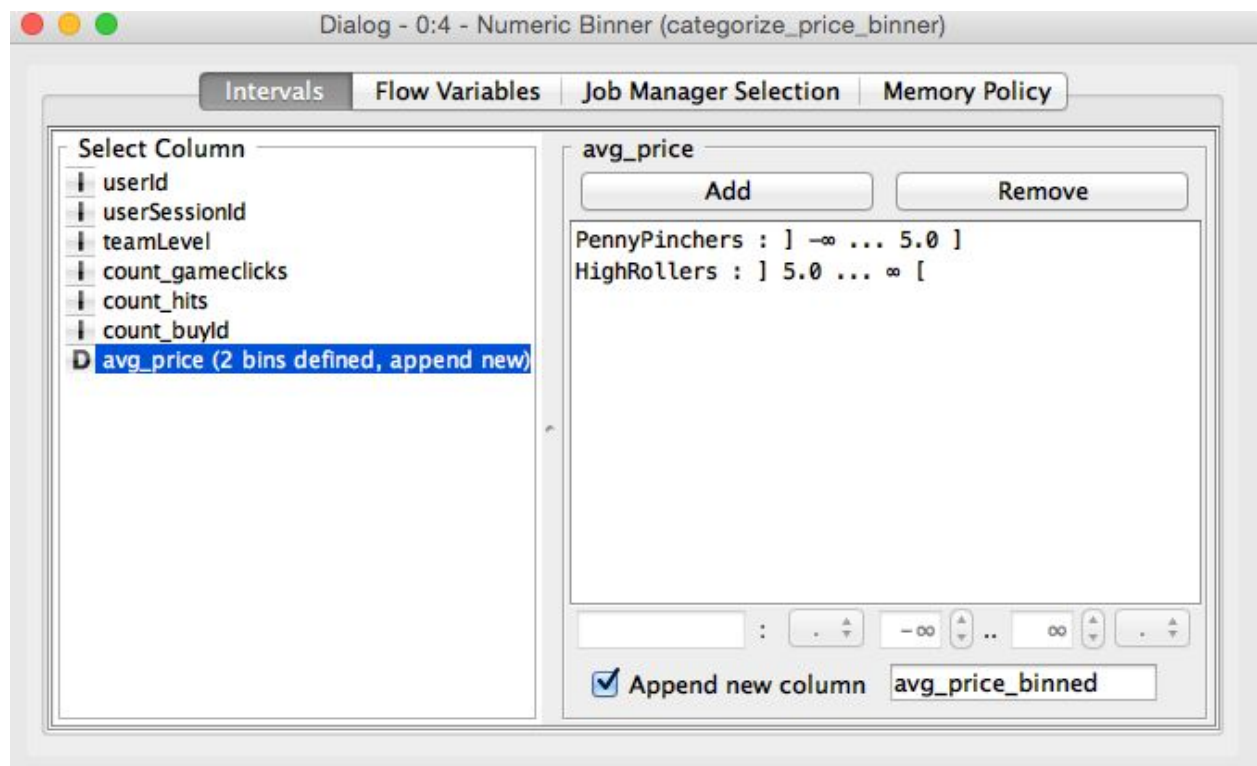 Dialog - 0:4 - Numeric Binner (categorize_price_binner)
Intervals Flow Variables Job Manager Selection Memory Policy
Select Column
I userId
I userSessionId
I teamLevel
I count_gameclicks
I count_hits
I count_buyId
D avg_price (2 bins defined, append new)
avg_price
Add Remove
PennyPinchers : ] -∞ ... 5.0 ]
HighRollers : ] 5.0 ... ∞ [
: . -∞ .. ∞ .
Append new column avg_price_binned